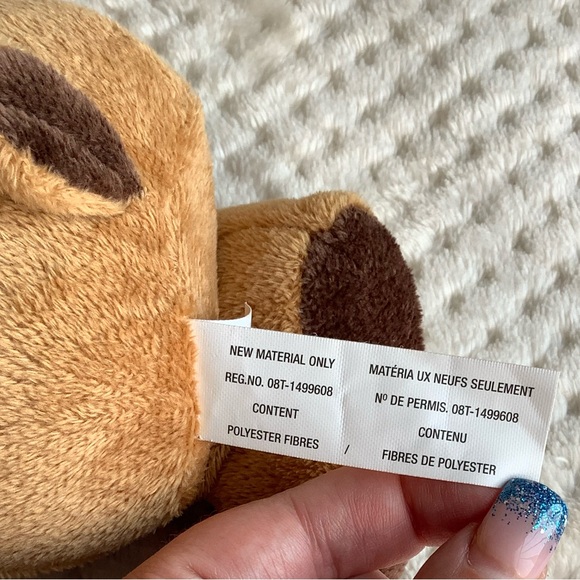 NEW MATERIAL ONLY
REG.NO. 08T-1499608
CONTENT
POLYESTER FIBRES /
MATÉRIA UX NEUFS SEULEMENT
Nº DE PERMIS. 08T-1499608
CONTENU
FIBRES DE POLYESTER